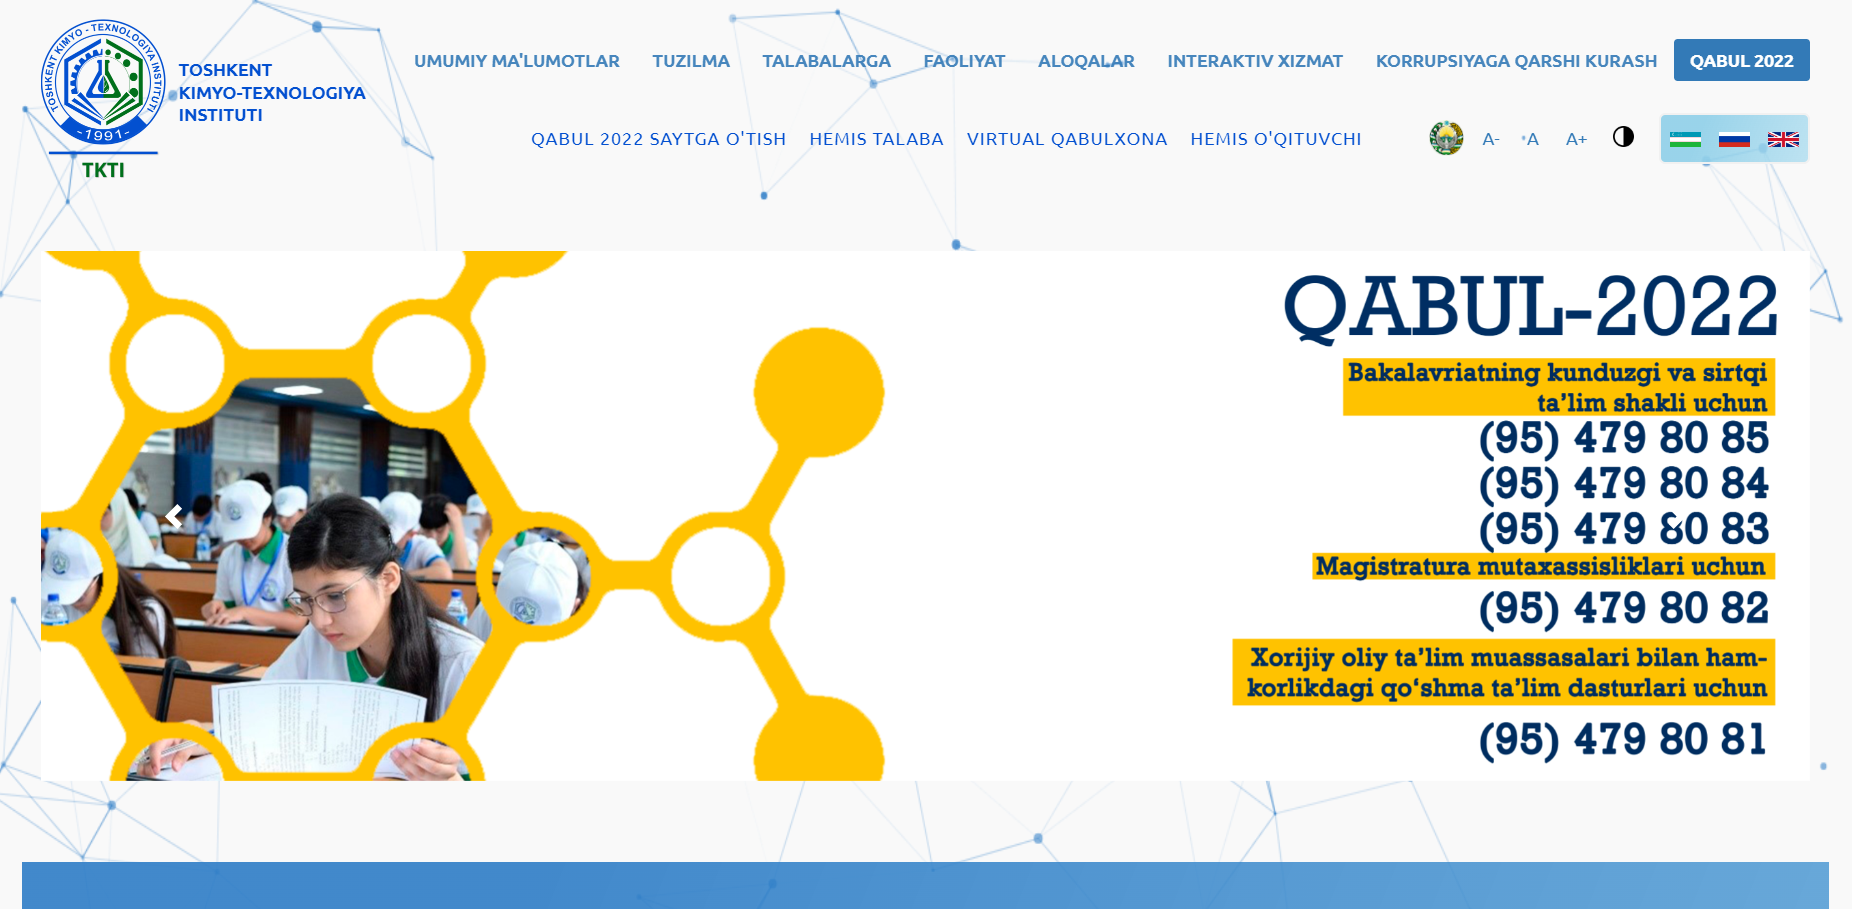 TOSHKENT KIMYO - TEXNOLOGIYA INSTITUTI
-1991-
TKTI
TOSHKENT
KIMYO-TEXNOLOGIYA
INSTITUTI
UMUMIY MA'LUMOTLAR TUZILMA TALABALARGA FAOLIYAT ALOQALAR INTERAKTIV XIZMAT KORRUPSIYAGA QARSHI KURASH QABUL 2022
QABUL 2022 SAYTGA O'TISH HEMIS TALABA VIRTUAL QABULXONA HEMIS O'QITUVCHI A- A A+
QABUL-2022
Bakalavriatning kunduzgi va sirtqi
ta’lim shakli uchun
(95) 479 80 85
(95) 479 80 84
(95) 479 80 83
Magistratura mutaxassisliklari uchun
(95) 479 80 82
Xorijiy oliy ta’lim muassasalari bilan ham-
korlikdagi qo‘shma ta’lim dasturlari uchun
(95) 479 80 81